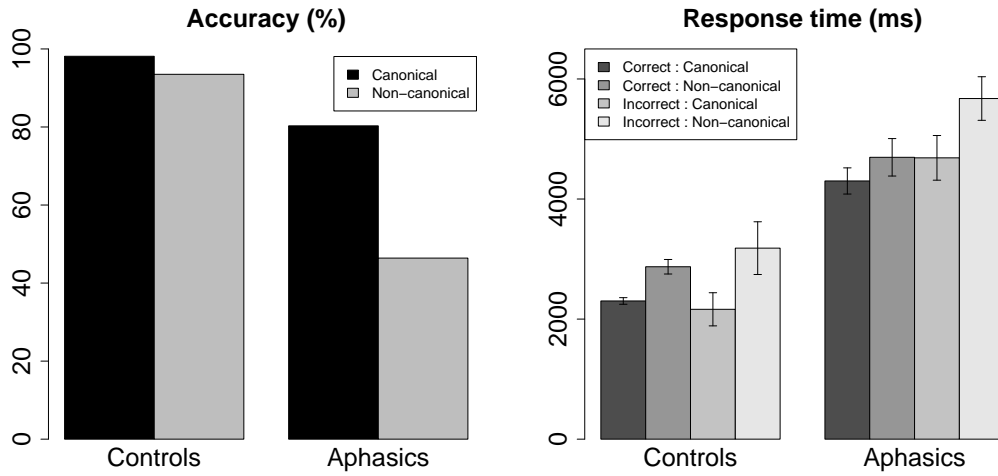 Accuracy (%)
100
80
60
40
20
0
Canonical
Non−canonical
Controls
Aphasics
Response time (ms)
6000
4000
2000
0
Correct : Canonical
Correct : Non−canonical
Incorrect : Canonical
Incorrect : Non−canonical
Controls
Aphasics